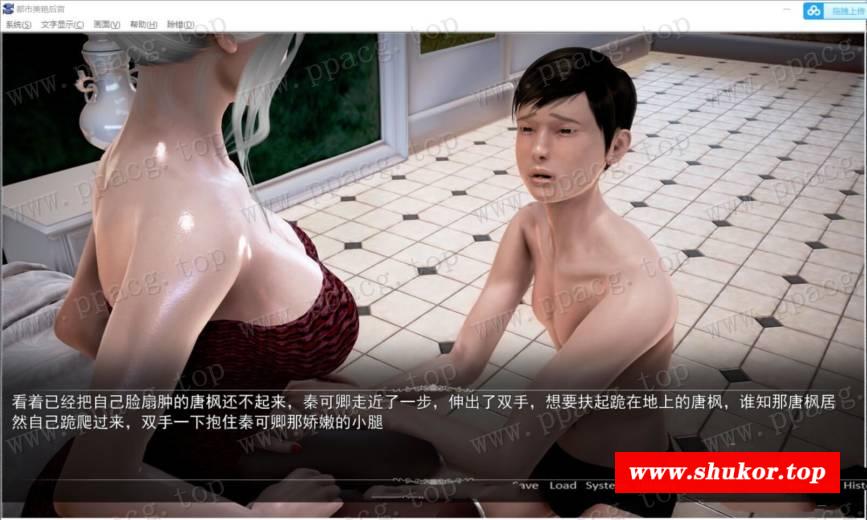 都市美艳后宫
系统(S) 文字显示(C) 画面(V) 帮助(H) 除错(D)
拖拽上传
www.ppacg.top
看着已经把自己脸扇肿的唐枫还不起来，秦可卿走近了一步，伸出了双手，想要扶起跪在地上的唐枫，谁知那唐枫居
然自己跪爬过来，双手一下抱住秦可卿那娇嫩的小腿
www.shukor.top
Save Load Syste Hist